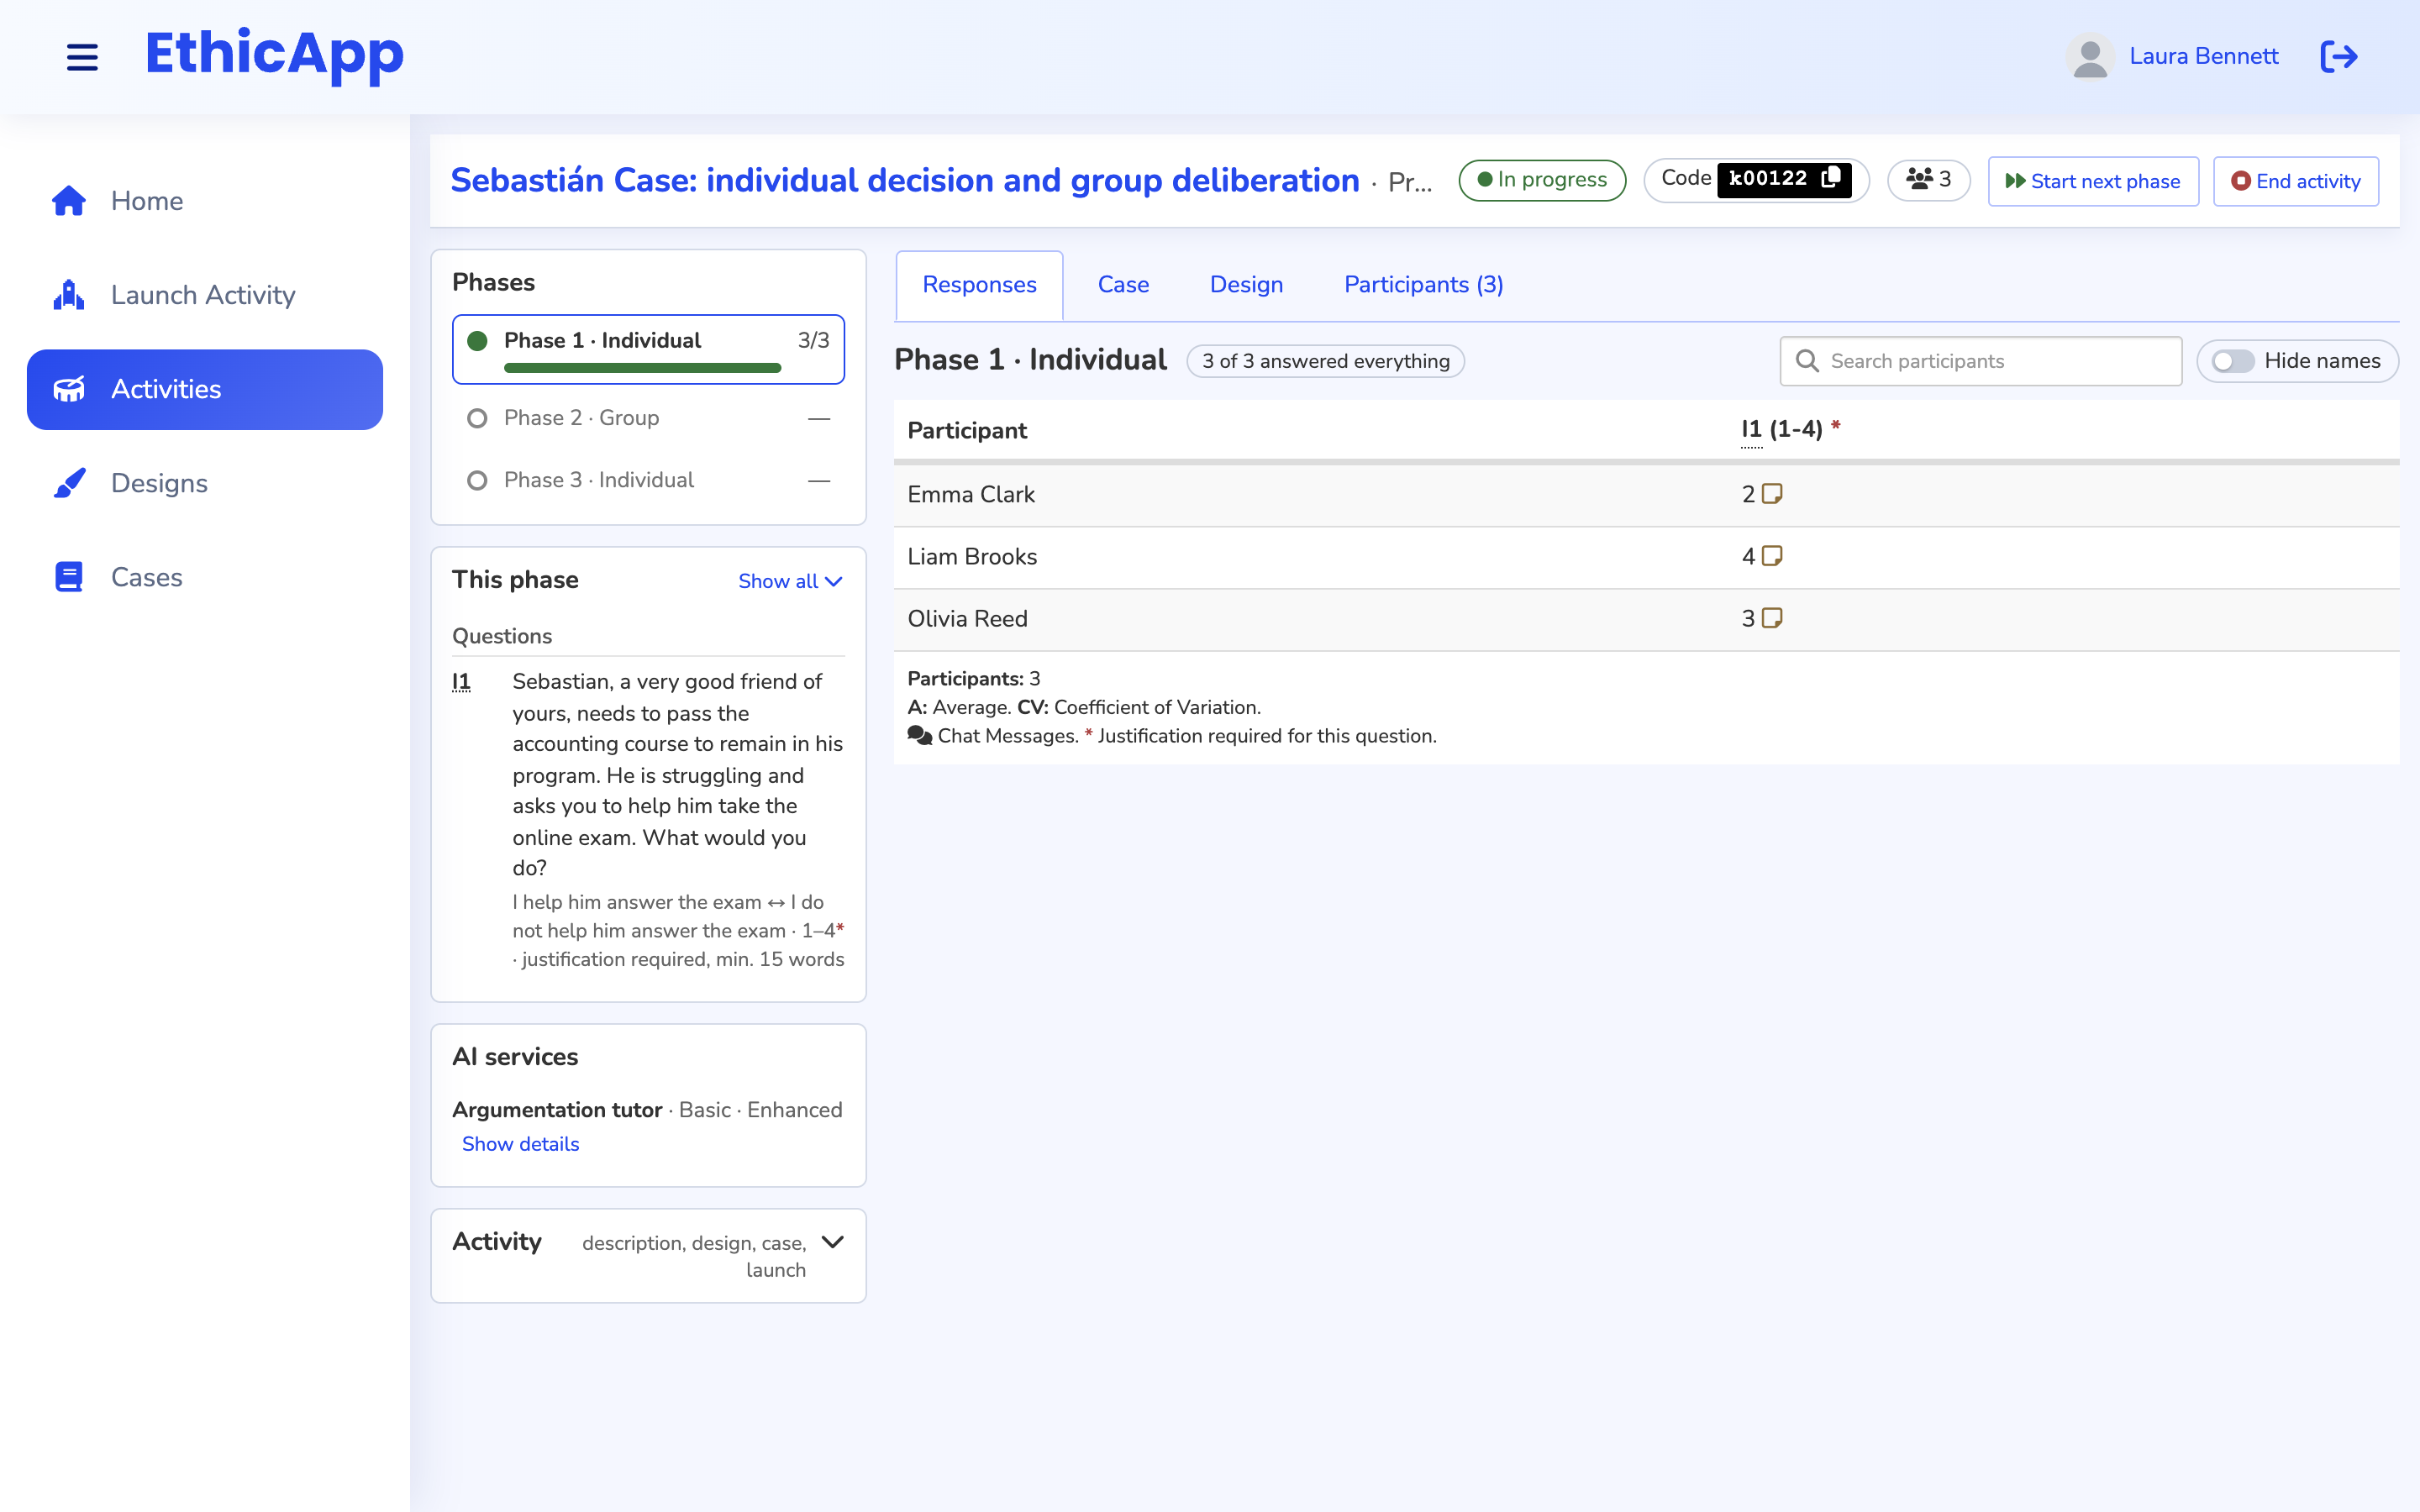 EthicApp
Laura Bennett
Home
Launch Activity
Activities
Designs
Cases
Sebastián Case: individual decision and group deliberation · Pr...
In progress
Code k00122
3
Start next phase
End activity
Phases
Phase 1 · Individual 3/3
Phase 2 · Group —
Phase 3 · Individual —
This phase
Show all
Questions
I1 Sebastian, a very good friend of
yours, needs to pass the
accounting course to remain in his
program. He is struggling and
asks you to help him take the
online exam. What would you
do?
I help him answer the exam ↔ I do
not help him answer the exam · 1–4*
· justification required, min. 15 words
AI services
Argumentation tutor · Basic · Enhanced
Show details
Activity
description, design, case,
launch
Responses
Case
Design
Participants (3)
Phase 1 · Individual
3 of 3 answered everything
Search participants
Hide names
Participant I1 (1-4) *
Emma Clark 2
Liam Brooks 4
Olivia Reed 3
Participants: 3
A: Average. CV: Coefficient of Variation.
Chat Messages. * Justification required for this question.